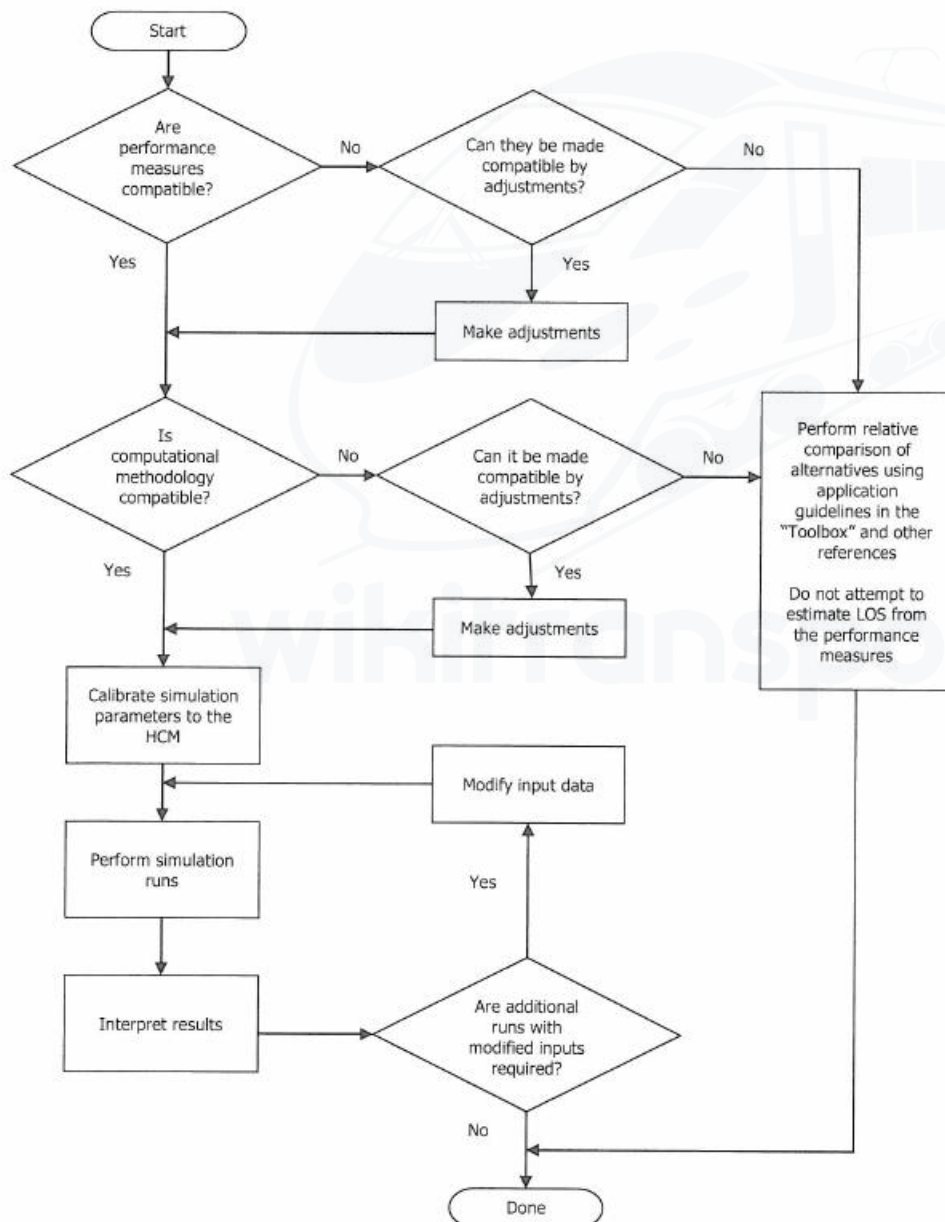 Start
Are
performance
measures
compatible?
No
Can they be made
compatible by
adjustments?
No
Yes
Yes
Make adjustments
Is
computational
methodology
compatible?
No
Can it be made
compatible by
adjustments?
No
Perform relative
comparison of
alternatives using
application
guidelines in the
"Toolbox" and other
references
Do not attempt to
estimate LOS from
the performance
measures
Yes
Yes
Make adjustments
wikitranspo
Calibrate simulation
parameters to the
HCM
Modify input data
Perform simulation
runs
Yes
Interpret results
Are additional
runs with
modified inputs
required?
No
Done